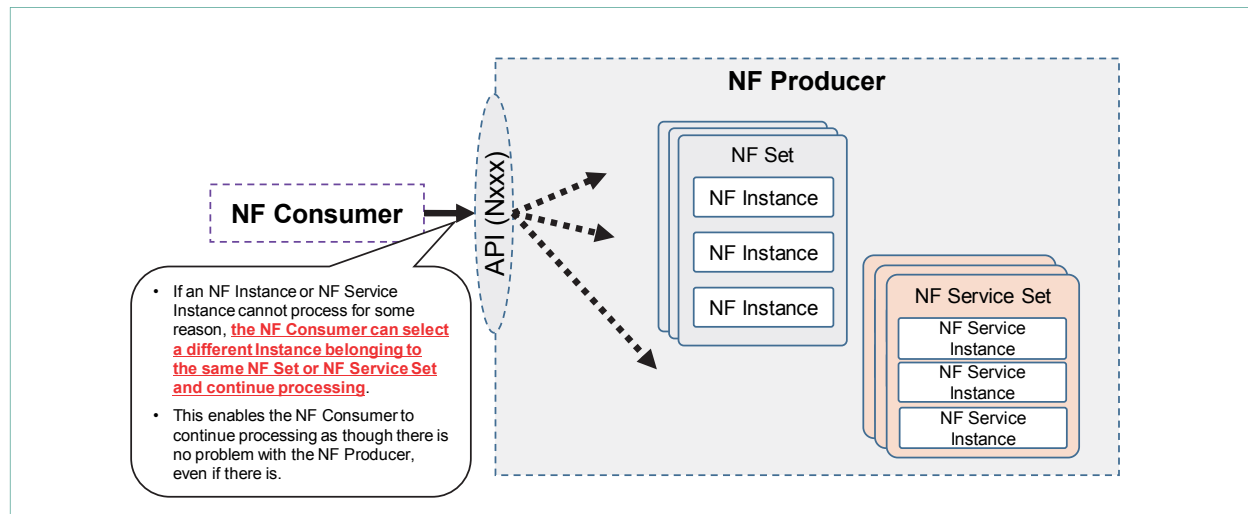 NF Producer
NF Set
NF Instance
NF Instance
NF Instance
API (Nxxx)
NF Consumer
• If an NF Instance or NF Service
Instance cannot process for some
reason, the NF Consumer can select
a different Instance belonging to
the same NF Set or NF Service Set
and continue processing.
• This enables the NF Consumer to
continue processing as though there is
no problem with the NF Producer,
even if there is.
NF Service Set
NF Service
Instance
NF Service
Instance
NF Service
Instance